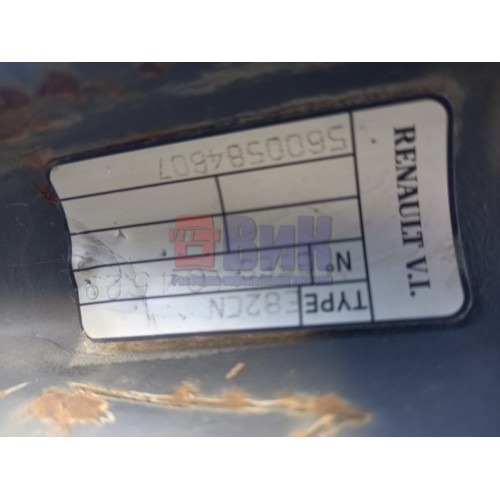 RENAULT V.I.
TYPE E82CN
N°
5600584607
ВиК